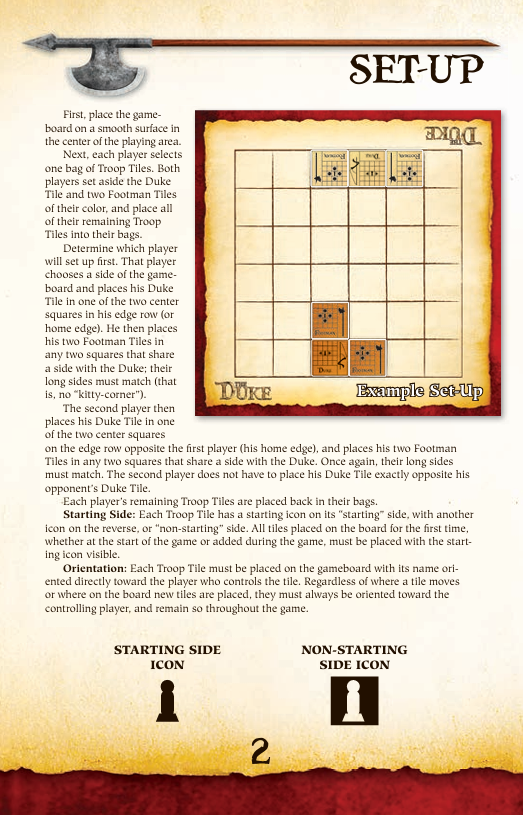 SET-UP
First, place the game-
board on a smooth surface in
the center of the playing area.
Next, each player selects
one bag of Troop Tiles. Both
players set aside the Duke
Tile and two Footman Tiles
of their color, and place all
of their remaining Troop
Tiles into their bags.
Determine which player
will set up first. That player
chooses a side of the game-
board and places his Duke
Tile in one of the two center
squares in his edge row (or
home edge). He then places
his two Footman Tiles in
any two squares that share
a side with the Duke; their
long sides must match (that
is, no "kitty-corner").
The second player then
places his Duke Tile in one
of the two center squares
on the edge row opposite the first player (his home edge), and places his two Footman
Tiles in any two squares that share a side with the Duke. Once again, their long sides
must match. The second player does not have to place his Duke Tile exactly opposite his
opponent's Duke Tile.
Each player's remaining Troop Tiles are placed back in their bags.
Starting Side: Each Troop Tile has a starting icon on its "starting" side, with another
icon on the reverse, or "non-starting" side. All tiles placed on the board for the first time,
whether at the start of the game or added during the game, must be placed with the start-
ing icon visible.
Orientation: Each Troop Tile must be placed on the gameboard with its name ori-
ented directly toward the player who controls the tile. Regardless of where a tile moves
or where on the board new tiles are placed, they must always be oriented toward the
controlling player, and remain so throughout the game.
THE DUKE
FOOTMAN
DUKE
FOOTMAN
FOOTMAN
DUKE
FOOTMAN
THE DUKE
Example Set-Up
STARTING SIDE
ICON
NON-STARTING
SIDE ICON
2